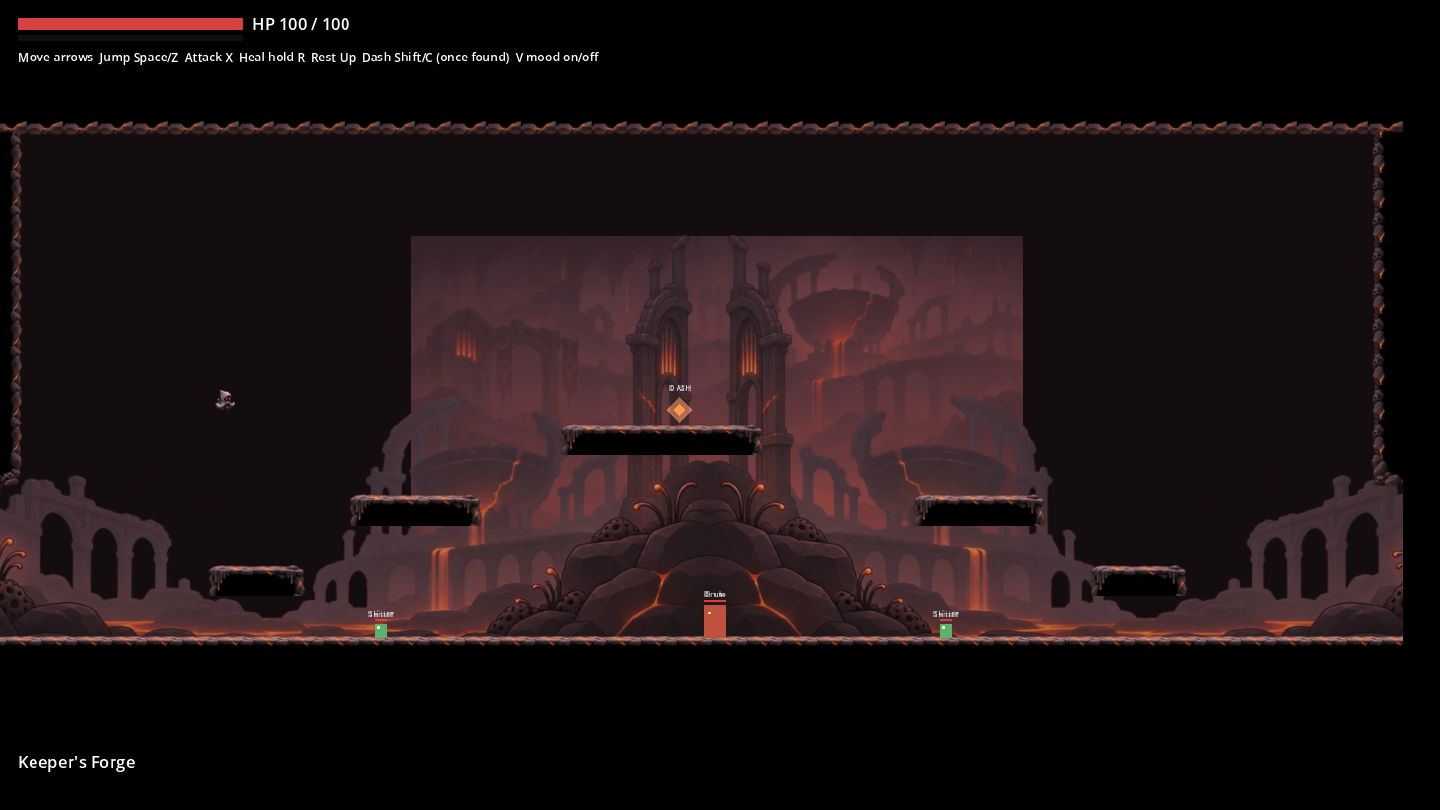 HP 100 / 100
Move arrows  Jump Space/Z  Attack X  Heal hold R  Rest Up  Dash Shift/C (once found)  V mood on/off
DASH
Brute
Keeper's Forge